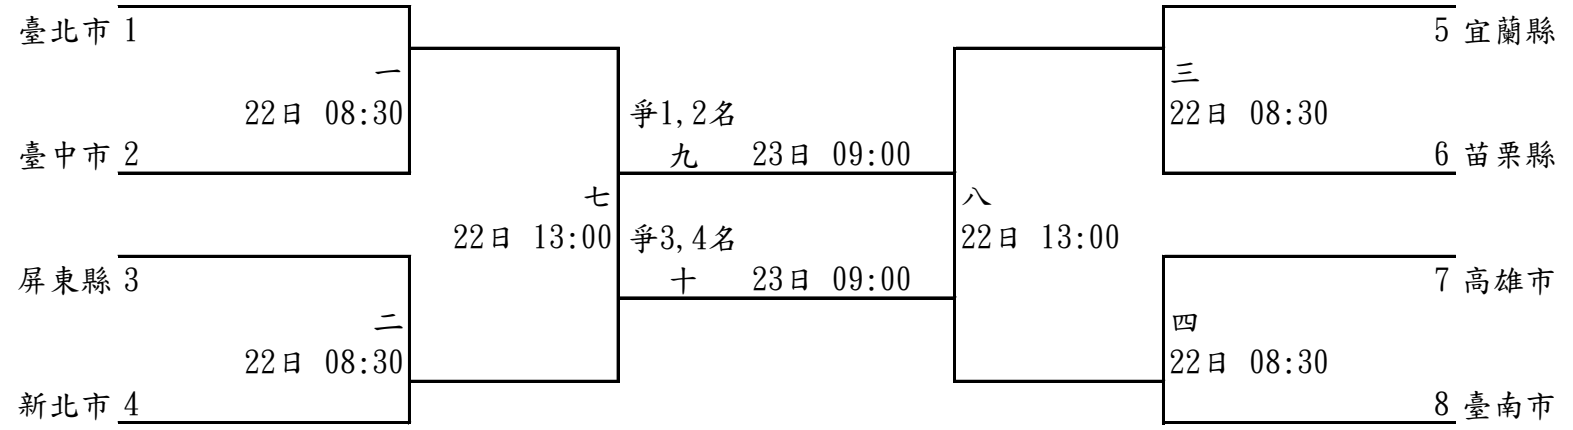 臺北市 1
一
22日 08:30
臺中市 2
屏東縣 3
二
22日 08:30
新北市 4
七
22日 13:00
爭1,2名
九 23日 09:00
爭3,4名
十 23日 09:00
八
22日 13:00
5 宜蘭縣
三
22日 08:30
6 苗栗縣
7 高雄市
四
22日 08:30
8 臺南市